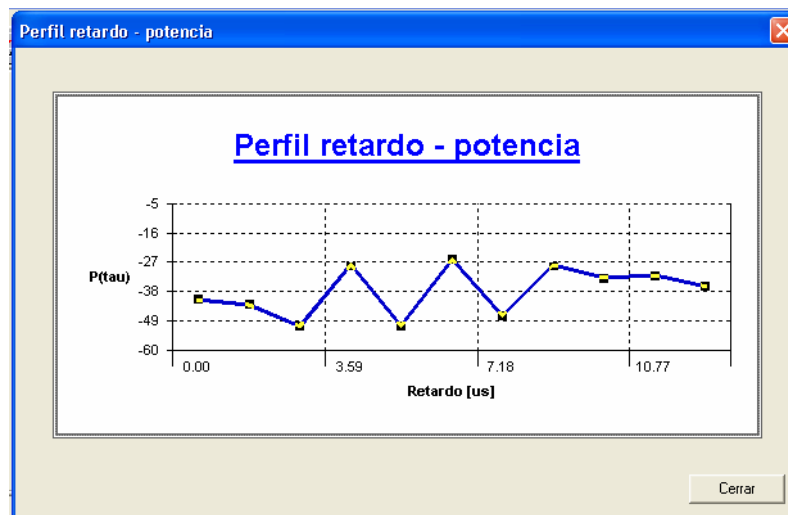 Perfil retardo - potencia
Perfil retardo - potencia
-5
-16
-27
P(tau)
-38
-49
-60
0.00 3.59 7.18 10.77
Retardo [us]
Cerrar